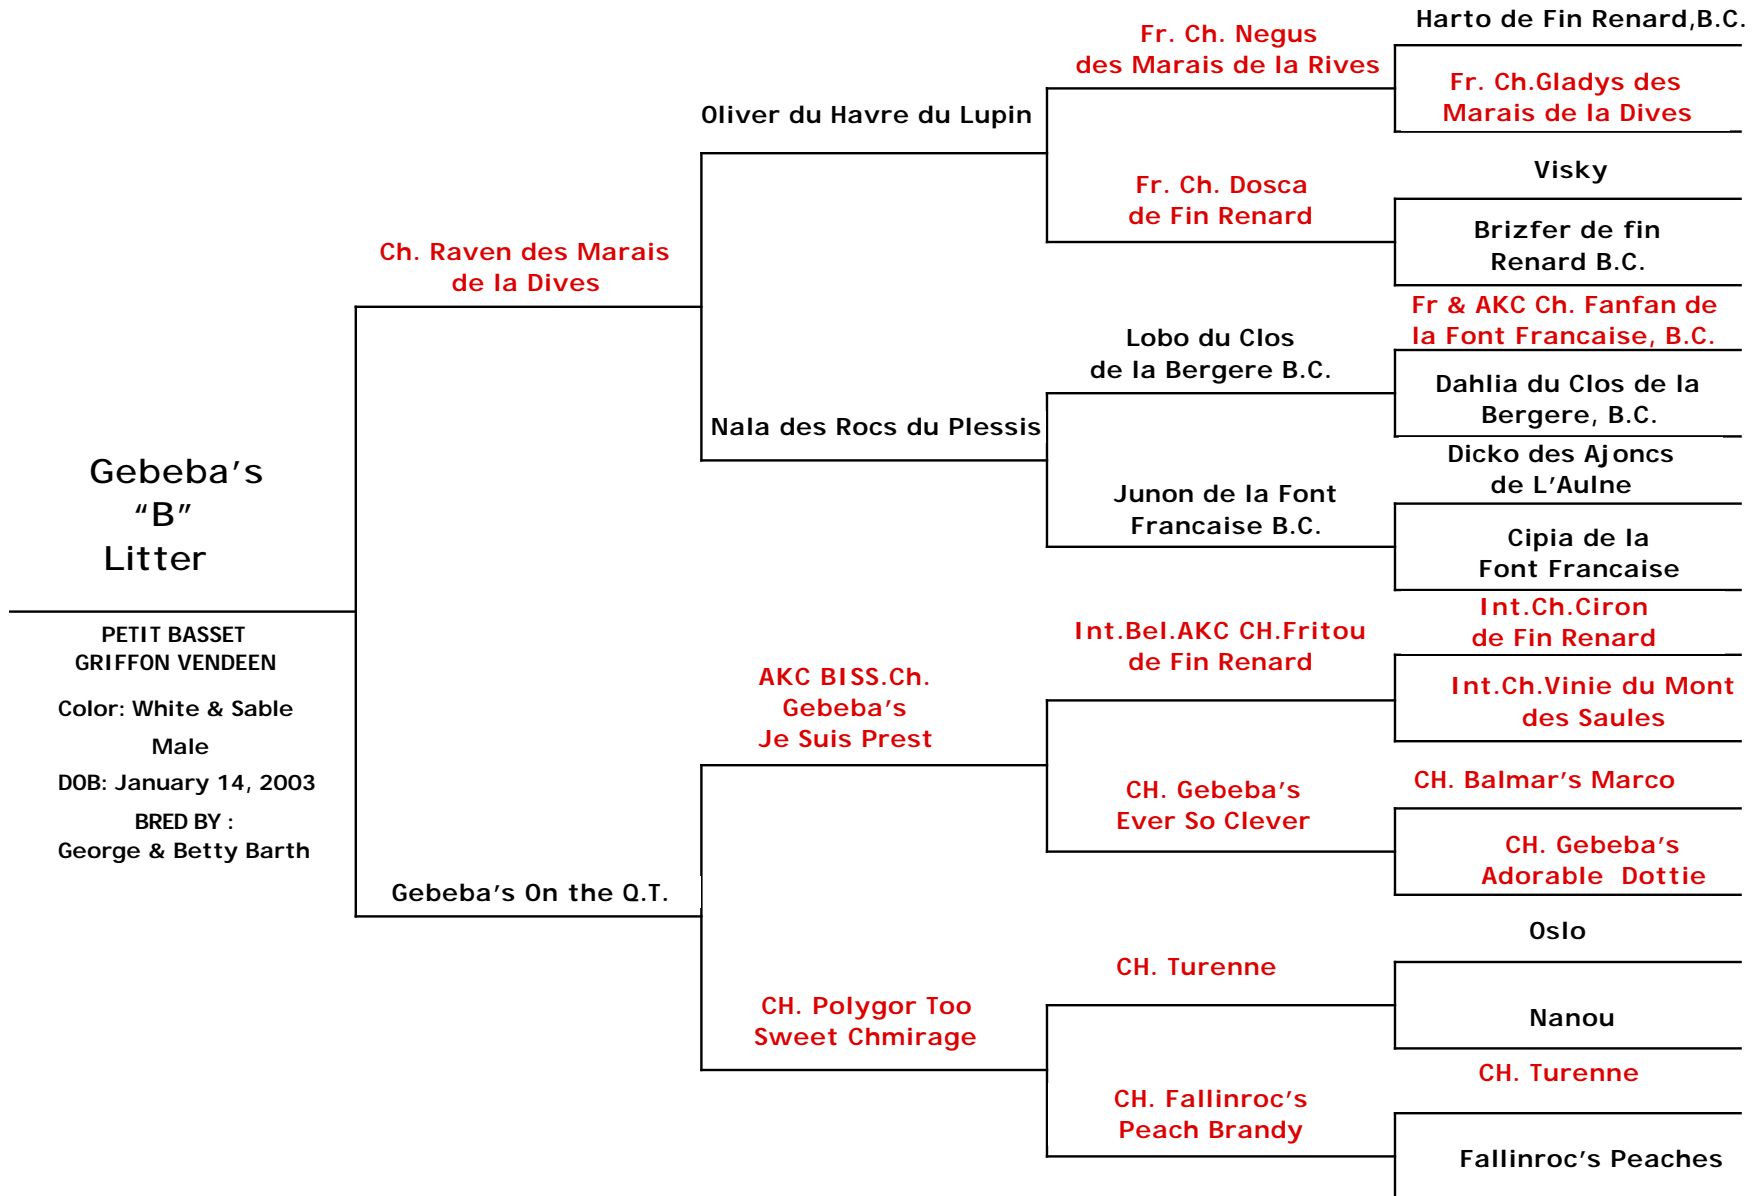 Gebeba's
"B"
Litter
PETIT BASSET
GRIFFON VENDEEN
Color: White & Sable
Male
DOB: January 14, 2003
BRED BY :
George & Betty Barth
Ch. Raven des Marais
de la Dives
Gebeba's On the Q.T.
Oliver du Havre du Lupin
Nala des Rocs du Plessis
AKC BISS.Ch.
Gebeba's
Je Suis Prest
CH. Polygor Too
Sweet Chmirage
Fr. Ch. Negus
des Marais de la Rives
Fr. Ch. Dosca
de Fin Renard
Lobo du Clos
de la Bergere B.C.
Junon de la Font
Francaise B.C.
Int.Bel.AKC CH.Fritou
de Fin Renard
CH. Gebeba's
Ever So Clever
CH. Turenne
CH. Fallinroc's
Peach Brandy
Harto de Fin Renard,B.C.
Fr. Ch.Gladys des
Marais de la Dives
Visky
Brizfer de fin
Renard B.C.
Fr & AKC Ch. Fanfan de
la Font Francaise, B.C.
Dahlia du Clos de la
Bergere, B.C.
Dicko des Ajoncs
de L'Aulne
Cipia de la
Font Francaise
Int.Ch.Ciron
de Fin Renard
Int.Ch.Vinie du Mont
des Saules
CH. Balmar's Marco
CH. Gebeba's
Adorable Dottie
Oslo
Nanou
CH. Turenne
Fallinroc's Peaches